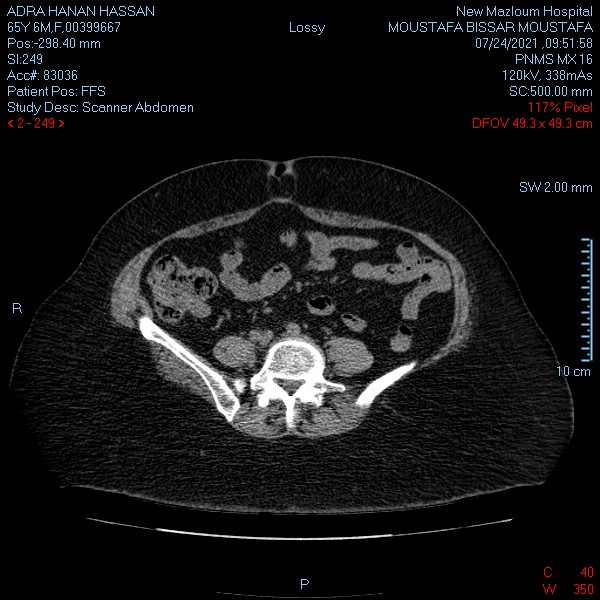 ADRA HANAN HASSAN
65Y 6M,F,00399667
Pos:-298.40 mm
SI:249
Acc#: 83036
Patient Pos: FFS
Study Desc: Scanner Abdomen
< 2 - 249 >
Lossy
New Mazloum Hospital
MOUSTAFA BISSAR MOUSTAFA
07/24/2021 ,09:51:58
PNMS MX 16
120kV, 338mAs
SC:500.00 mm
117% Pixel
DFOV 49.3 x 49.3 cm
SW 2.00 mm
R
10 cm
P
C 40
W 350